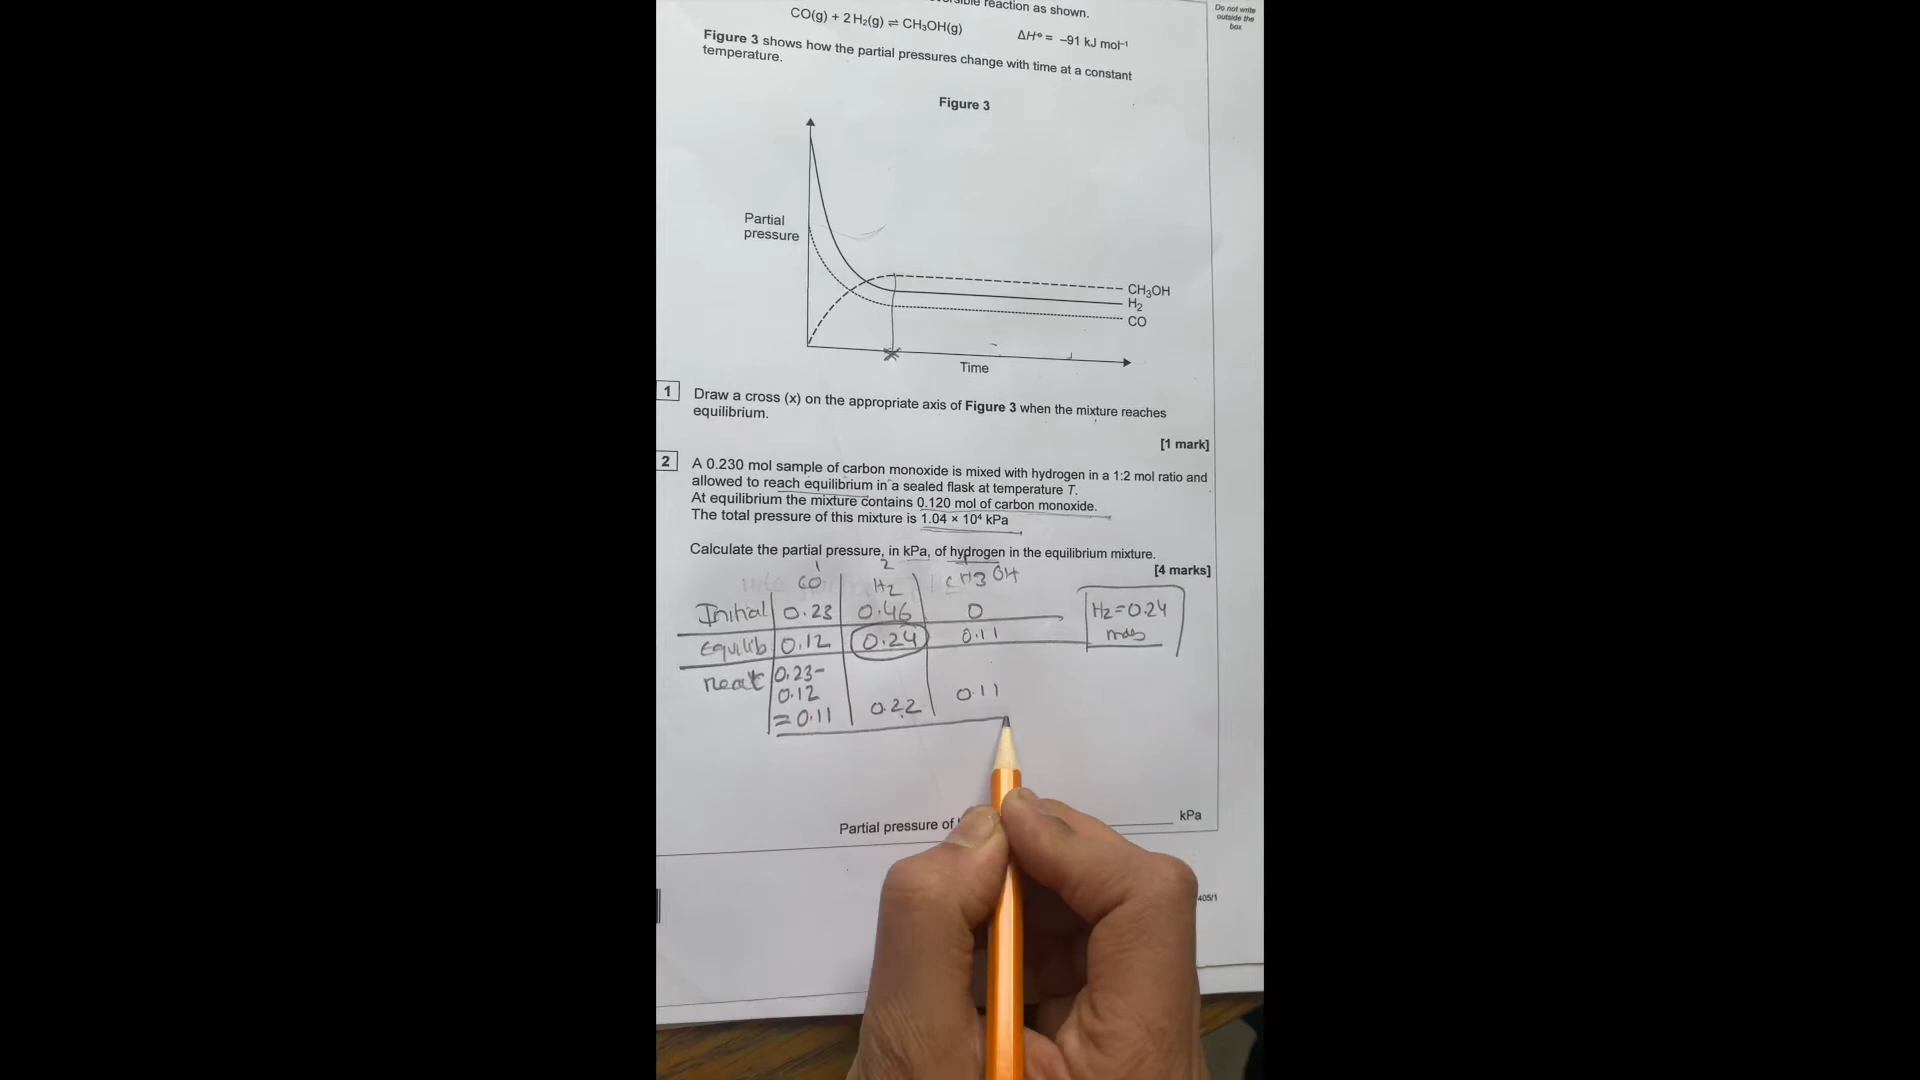 reaction as shown.
Do not write
outside the
box
CO(g) + 2 H₂(g) ⇌ CH₃OH(g)
ΔH⦵ = –91 kJ mol⁻¹
Figure 3 shows how the partial pressures change with time at a constant
temperature.
Figure 3
Partial
pressure
CH₃OH
H₂
CO
Time
1
Draw a cross (x) on the appropriate axis of Figure 3 when the mixture reaches
equilibrium.
[1 mark]
2
A 0.230 mol sample of carbon monoxide is mixed with hydrogen in a 1:2 mol ratio and
allowed to reach equilibrium in a sealed flask at temperature T.
At equilibrium the mixture contains 0.120 mol of carbon monoxide.
The total pressure of this mixture is 1.04 × 10⁴ kPa
Calculate the partial pressure, in kPa, of hydrogen in the equilibrium mixture.
[4 marks]
1 2
CO H2 CH3OH
Initial 0.23 0.46 0
Equilib 0.12 0.24 0.11
React 0.23-
0.12
= 0.11 0.22 0.11
H2=0.24
Partial pressure of
kPa
405/1